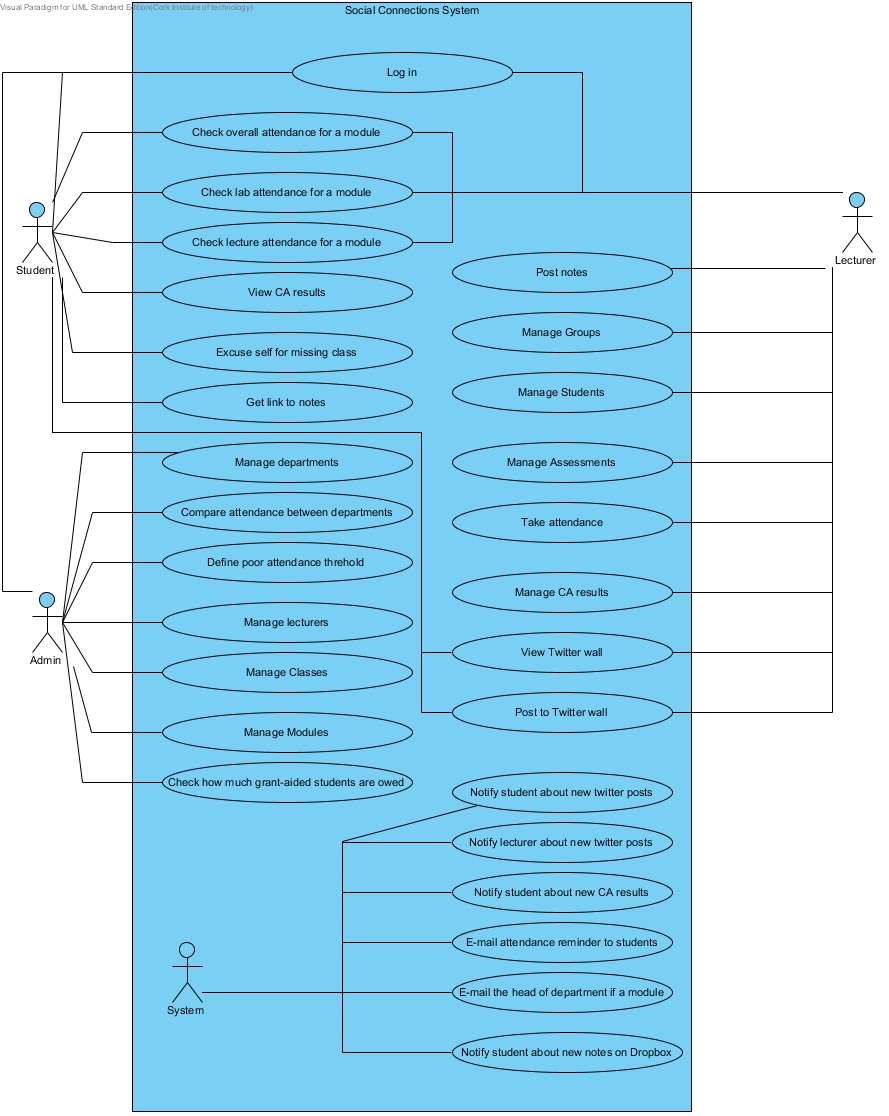 Visual Paradigm for UML Standard Edition(Cork Institute of technology)
Social Connections System
Log in
Check overall attendance for a module
Check lab attendance for a module
Check lecture attendance for a module
Student
Lecturer
View CA results
Post notes
Excuse self for missing class
Manage Groups
Get link to notes
Manage Students
Manage departments
Manage Assessments
Compare attendance between departments
Take attendance
Define poor attendance threhold
Manage CA results
Admin
Manage lecturers
View Twitter wall
Manage Classes
Post to Twitter wall
Manage Modules
Check how much grant-aided students are owed
Notify student about new twitter posts
Notify lecturer about new twitter posts
Notify student about new CA results
E-mail attendance reminder to students
E-mail the head of department if a module
System
Notify student about new notes on Dropbox